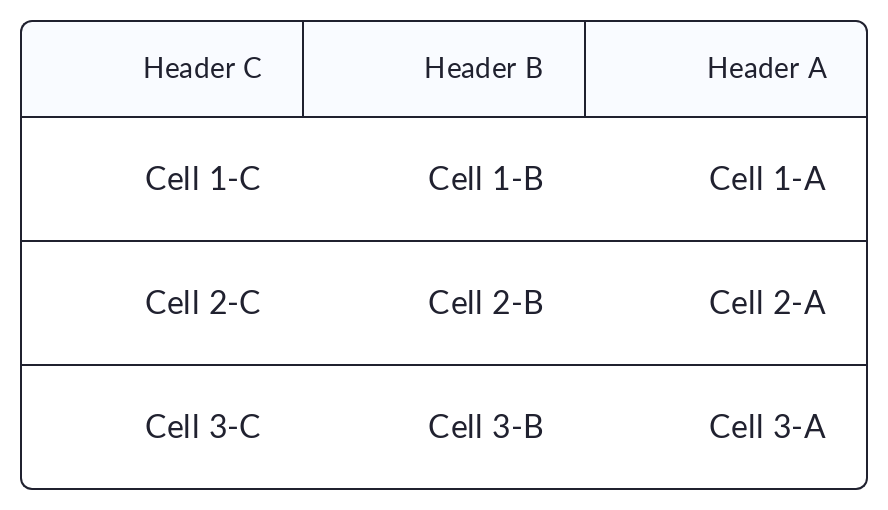 Header C Header B Header A
Cell 1-C Cell 1-B Cell 1-A
Cell 2-C Cell 2-B Cell 2-A
Cell 3-C Cell 3-B Cell 3-A